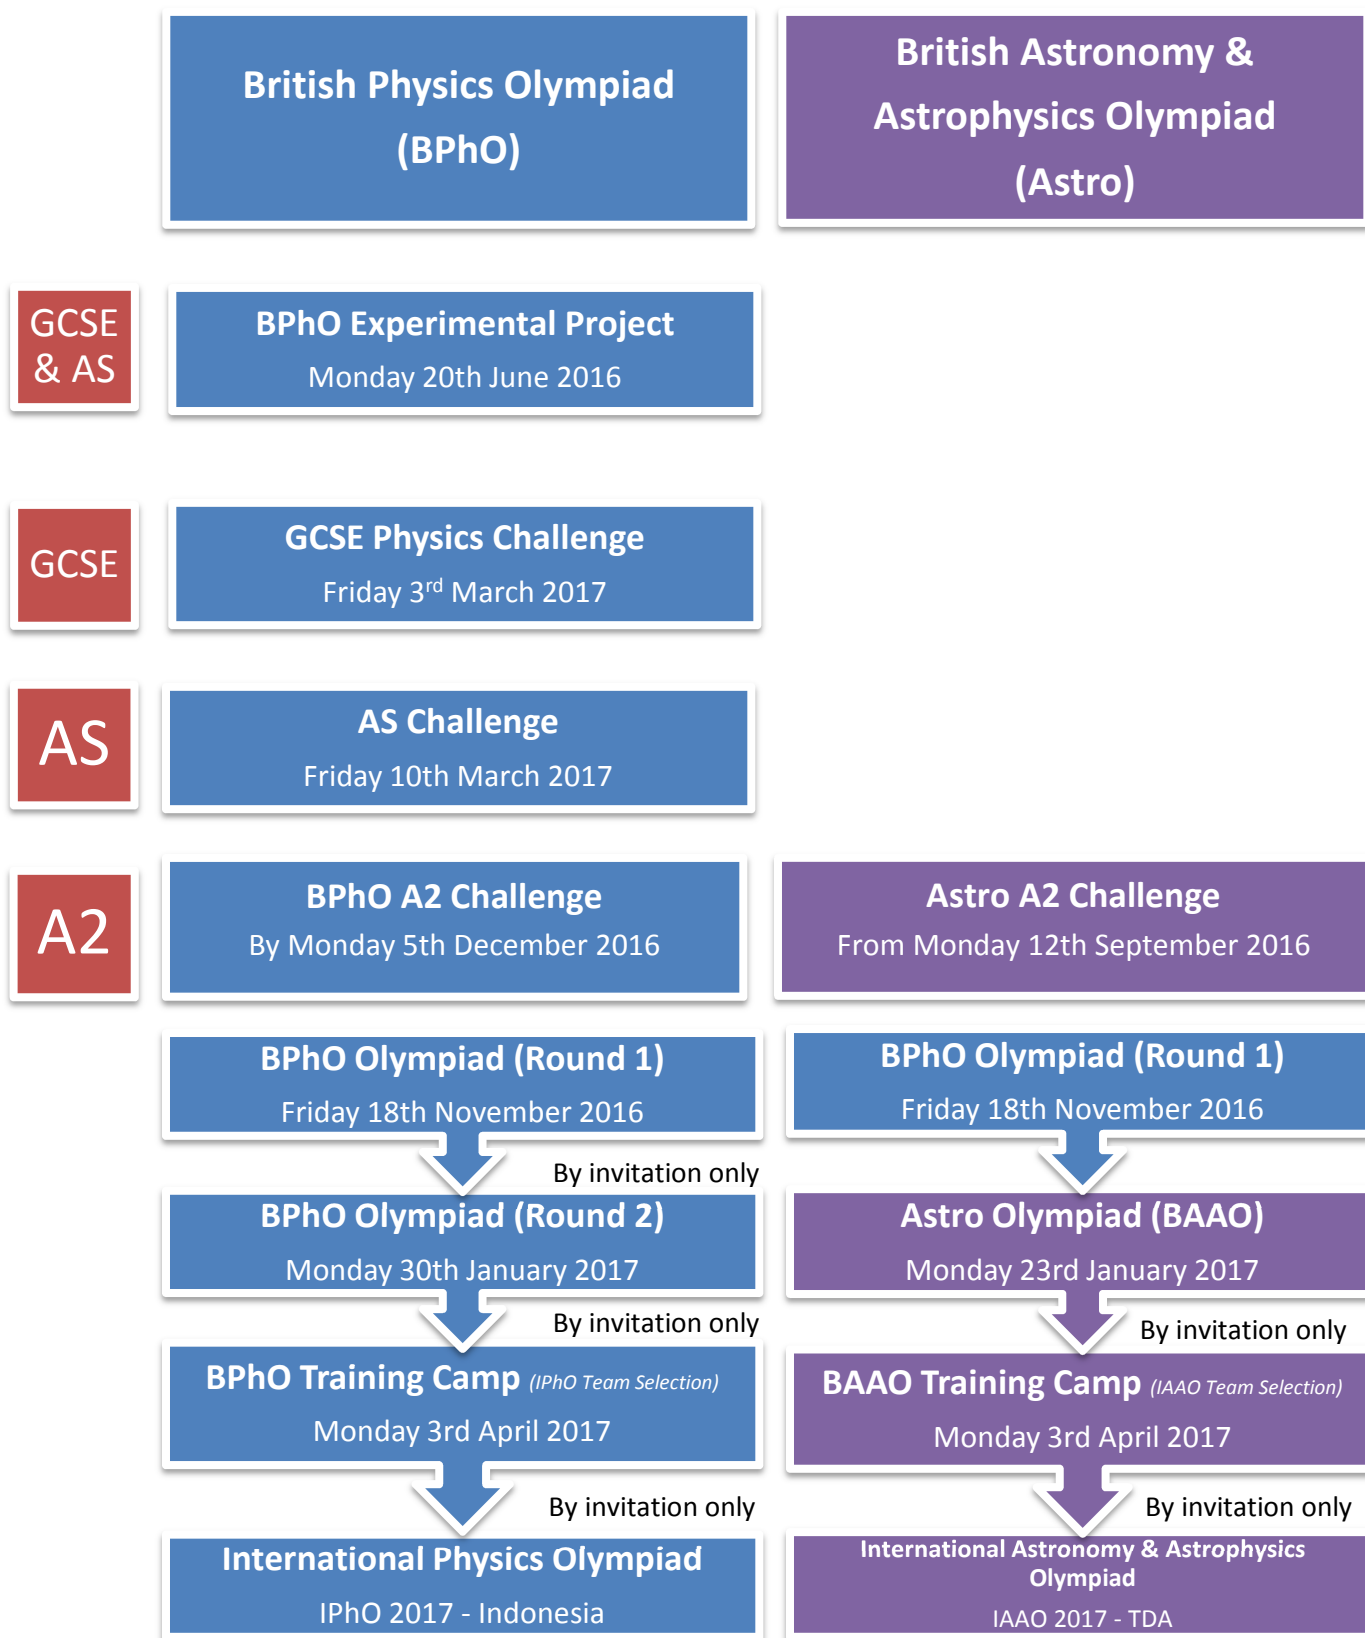 British Physics Olympiad
(BPhO)
British Astronomy &
Astrophysics Olympiad
(Astro)
GCSE
& AS
BPhO Experimental Project
Monday 20th June 2016
GCSE
GCSE Physics Challenge
Friday 3rd March 2017
AS
AS Challenge
Friday 10th March 2017
A2
BPhO A2 Challenge
By Monday 5th December 2016
Astro A2 Challenge
From Monday 12th September 2016
BPhO Olympiad (Round 1)
Friday 18th November 2016
BPhO Olympiad (Round 1)
Friday 18th November 2016
By invitation only
BPhO Olympiad (Round 2)
Monday 30th January 2017
Astro Olympiad (BAAO)
Monday 23rd January 2017
By invitation only
By invitation only
BPhO Training Camp (IPhO Team Selection)
Monday 3rd April 2017
BAAO Training Camp (IAAO Team Selection)
Monday 3rd April 2017
By invitation only
By invitation only
International Physics Olympiad
IPhO 2017 - Indonesia
International Astronomy & Astrophysics
Olympiad
IAAO 2017 - TDA